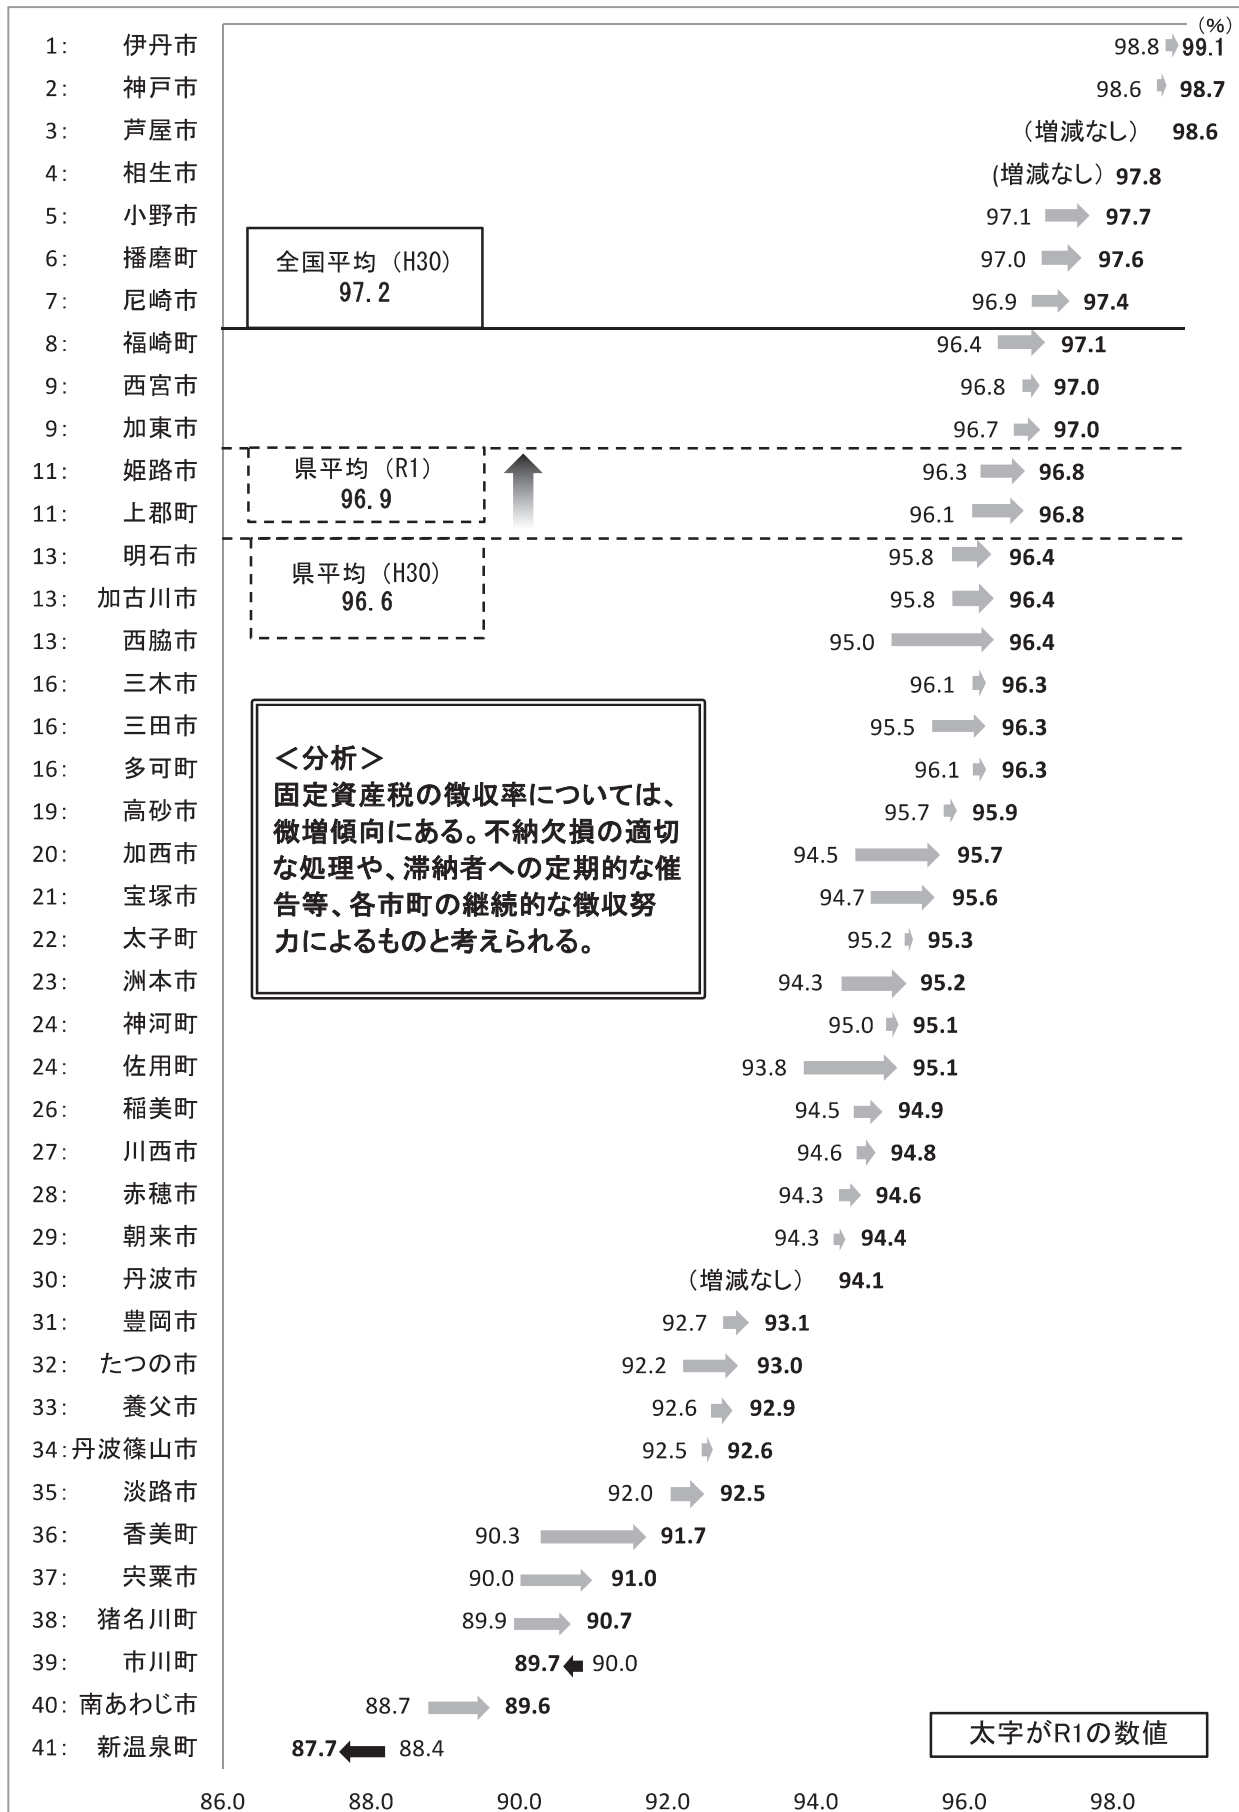 (%)
1: 伊丹市 98.8 99.1
2: 神戸市 98.6 98.7
3: 芦屋市 (増減なし) 98.6
4: 相生市 (増減なし) 97.8
5: 小野市 97.1 97.7
6: 播磨町 97.0 97.6
7: 尼崎市 96.9 97.4
全国平均 (H30)
97.2
8: 福崎町 96.4 97.1
9: 西宮市 96.8 97.0
9: 加東市 96.7 97.0
県平均 (R1)
96.9
11: 姫路市 96.3 96.8
11: 上郡町 96.1 96.8
県平均 (H30)
96.6
13: 明石市 95.8 96.4
13: 加古川市 95.8 96.4
13: 西脇市 95.0 96.4
16: 三木市 96.1 96.3
16: 三田市 95.5 96.3
16: 多可町 96.1 96.3
19: 高砂市 95.7 95.9
20: 加西市 94.5 95.7
21: 宝塚市 94.7 95.6
22: 太子町 95.2 95.3
23: 洲本市 94.3 95.2
24: 神河町 95.0 95.1
24: 佐用町 93.8 95.1
26: 稲美町 94.5 94.9
27: 川西市 94.6 94.8
28: 赤穂市 94.3 94.6
29: 朝来市 94.3 94.4
30: 丹波市 (増減なし) 94.1
31: 豊岡市 92.7 93.1
32: たつの市 92.2 93.0
33: 養父市 92.6 92.9
34: 丹波篠山市 92.5 92.6
35: 淡路市 92.0 92.5
36: 香美町 90.3 91.7
37: 宍粟市 90.0 91.0
38: 猪名川町 89.9 90.7
39: 市川町 89.7 90.0
40: 南あわじ市 88.7 89.6
41: 新温泉町 87.7 88.4
＜分析＞
固定資産税の徴収率については、
微増傾向にある。不納欠損の適切
な処理や、滞納者への定期的な催
告等、各市町の継続的な徴収努
力によるものと考えられる。
太字がR1の数値
86.0 88.0 90.0 92.0 94.0 96.0 98.0